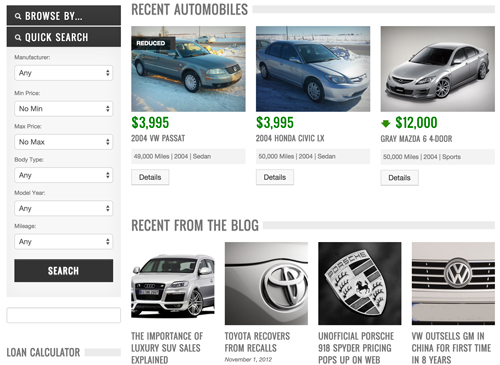 BROWSE BY...
QUICK SEARCH
Manufacturer:
Any
Min Price:
No Min
Max Price:
No Max
Body Type:
Any
Model Year:
Any
Mileage:
Any
SEARCH
LOAN CALCULATOR
RECENT AUTOMOBILES
REDUCED
$3,995
2004 VW PASSAT
49,000 Miles | 2004 | Sedan
Details
$3,995
2004 HONDA CIVIC LX
50,000 Miles | 2004 | Sedan
Details
$12,000
GRAY MAZDA 6 4-DOOR
50,000 Miles | 2004 | Sports
Details
RECENT FROM THE BLOG
THE IMPORTANCE OF
LUXURY SUV SALES
EXPLAINED
TOYOTA RECOVERS
FROM RECALLS
November 1, 2012
PORSCHE
UNOFFICIAL PORSCHE
918 SPYDER PRICING
POPS UP ON WEB
VW OUTSELLS GM IN
CHINA FOR FIRST TIME
IN 8 YEARS